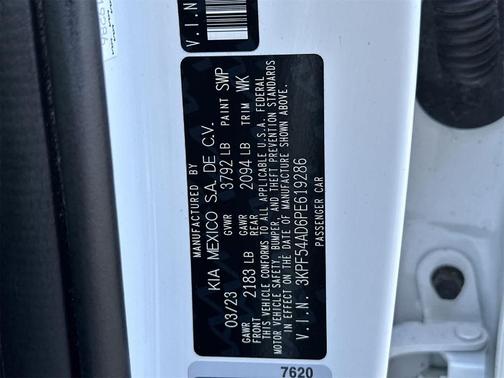 V.I.N
MANUFACTURED BY
KIA MEXICO S.A. DE C.V.
03/23 GVWR 3792 LB PAINT SWP
GAWR FRONT 2183 LB GAWR REAR 2094 LB TRIM WK
THIS VEHICLE CONFORMS TO ALL APPLICABLE U.S.A. FEDERAL
MOTOR VEHICLE SAFETY, BUMPER, AND THEFT PREVENTION STANDARDS
IN EFFECT ON THE DATE OF MANUFACTURE SHOWN ABOVE.
V.I.N. 3KPF54AD6PE619286
PASSENGER CAR
7620